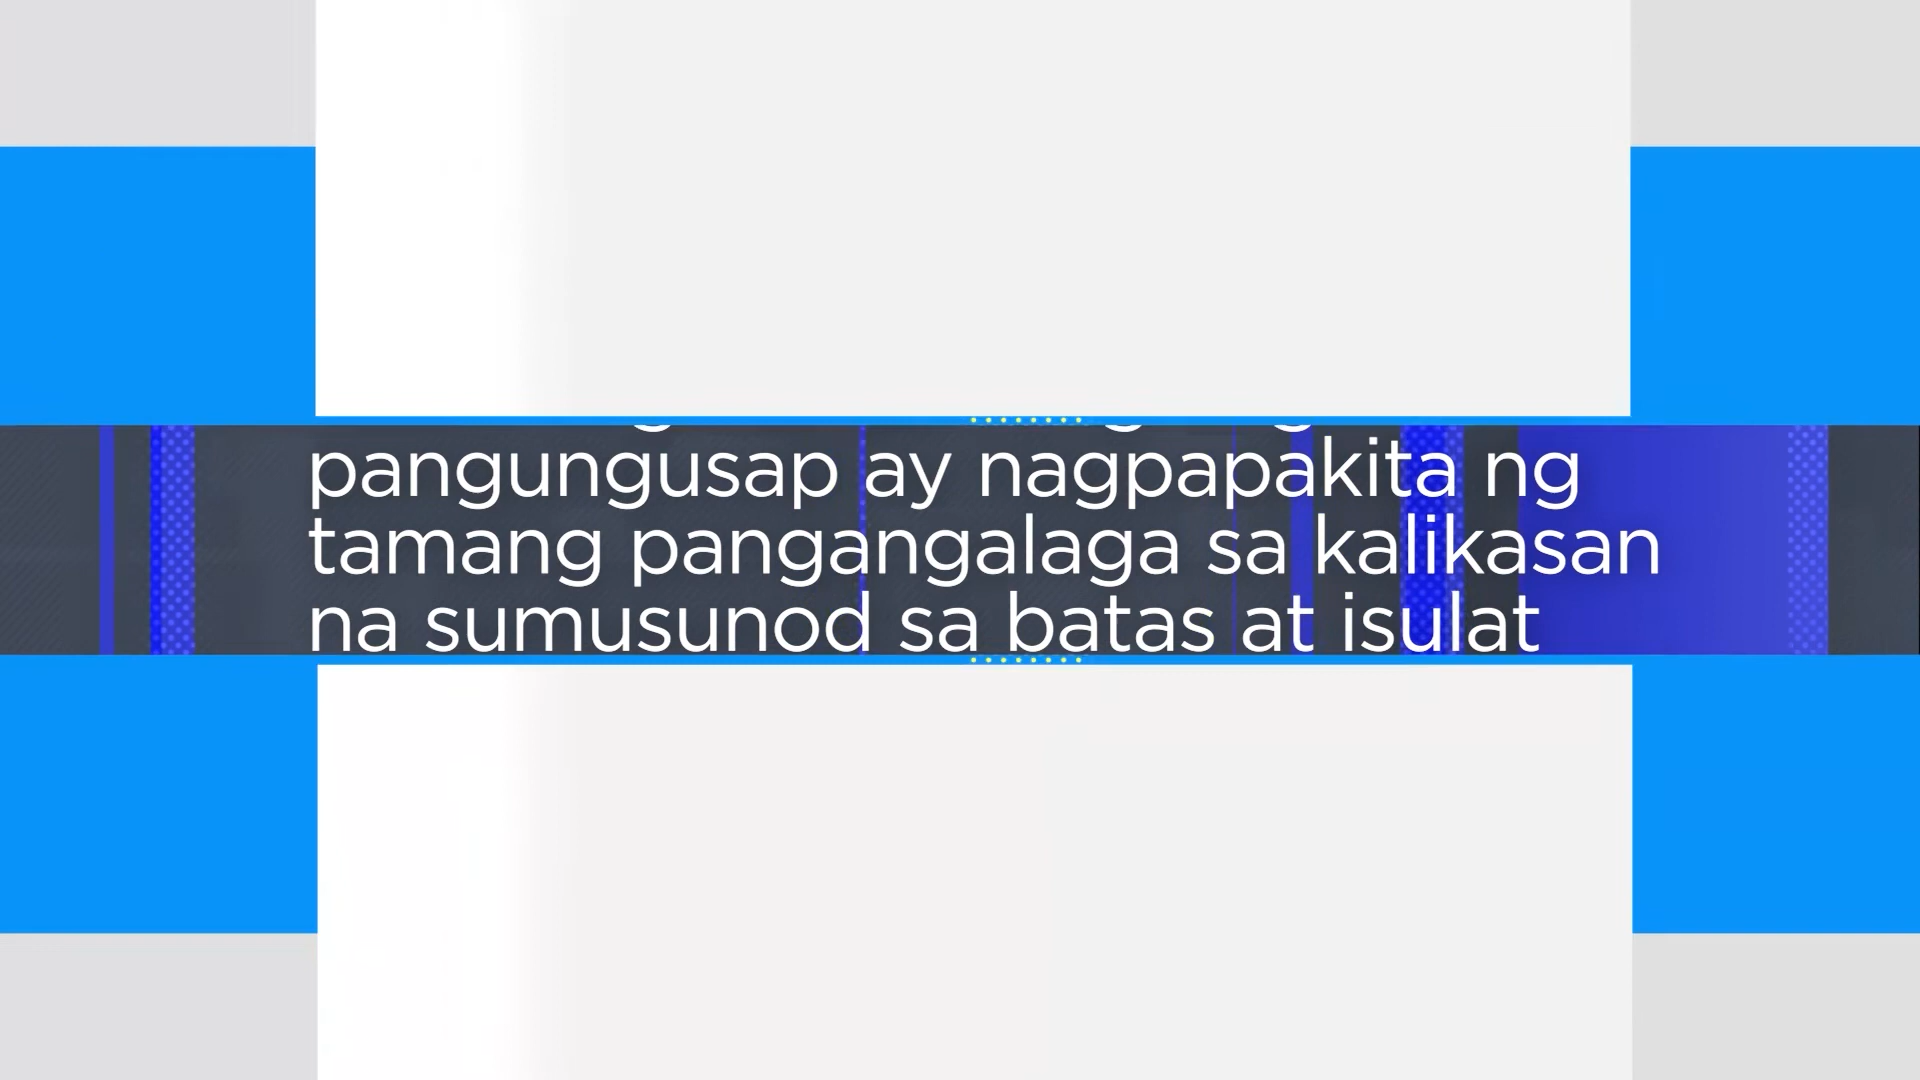 pangungusap ay nagpapakita ng
tamang pangangalaga sa kalikasan
na sumusunod sa batas at isulat